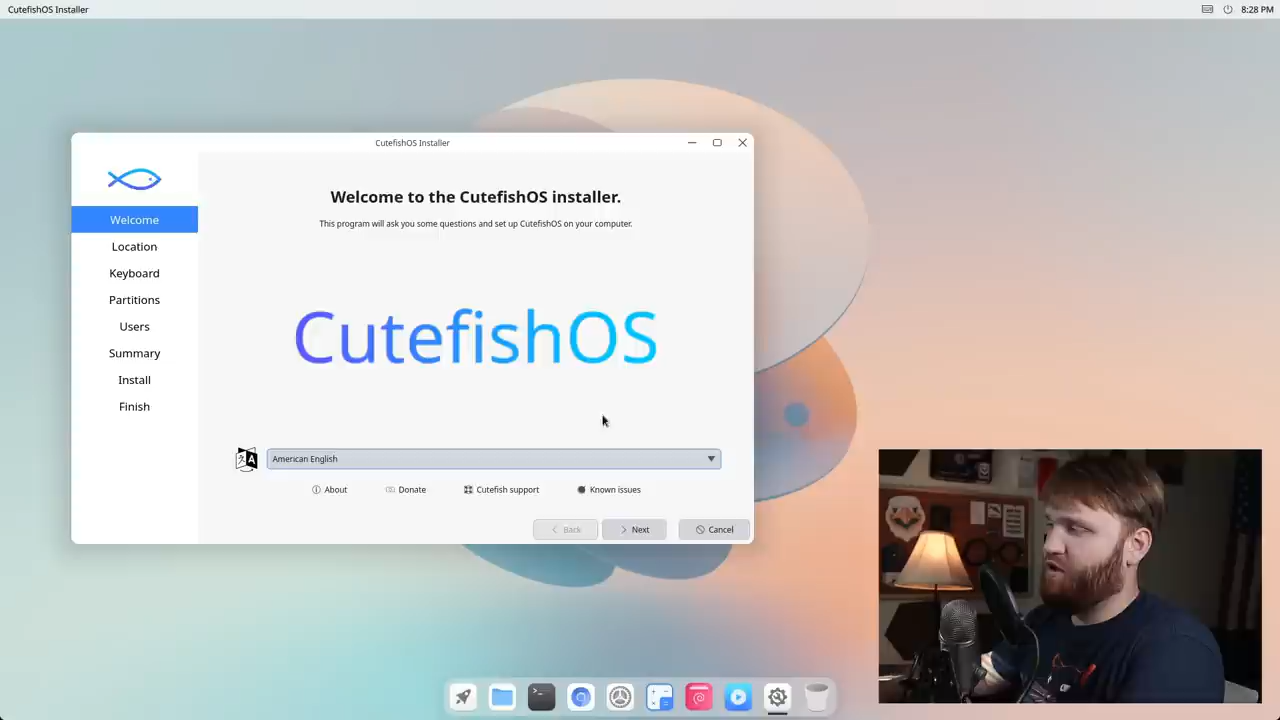 CutefishOS Installer
8:28 PM
CutefishOS Installer
Welcome
Location
Keyboard
Partitions
Users
Summary
Install
Finish
Welcome to the CutefishOS installer.
This program will ask you some questions and set up CutefishOS on your computer.
CutefishOS
American English
About
Donate
Cutefish support
Known issues
Back
Next
Cancel